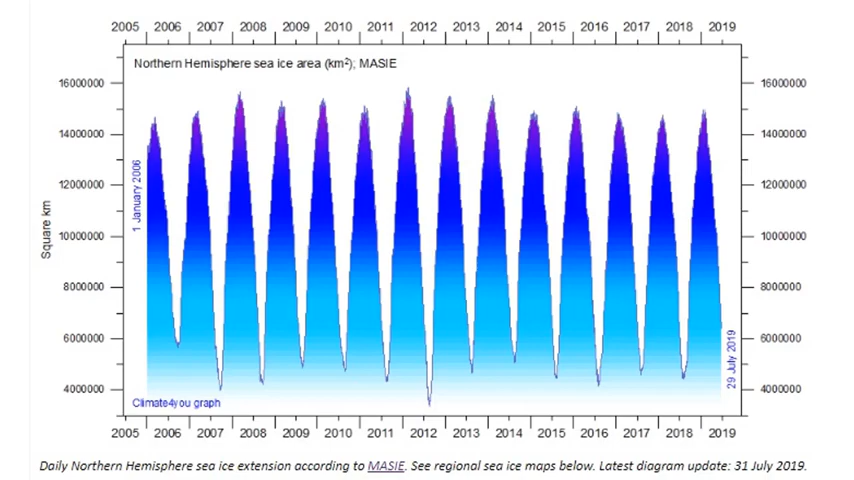 2005 2006 2007 2008 2009 2010 2011 2012 2013 2014 2015 2016 2017 2018 2019
Northern Hemisphere sea ice area (km²); MASIE
16000000 16000000
14000000 14000000
12000000 12000000
10000000 10000000
8000000 8000000
6000000 6000000
4000000 4000000
Square km
1 January 2006
29 July 2019
Climate4you graph
2005 2006 2007 2008 2009 2010 2011 2012 2013 2014 2015 2016 2017 2018 2019
Daily Northern Hemisphere sea ice extension according to MASIE. See regional sea ice maps below. Latest diagram update: 31 July 2019.